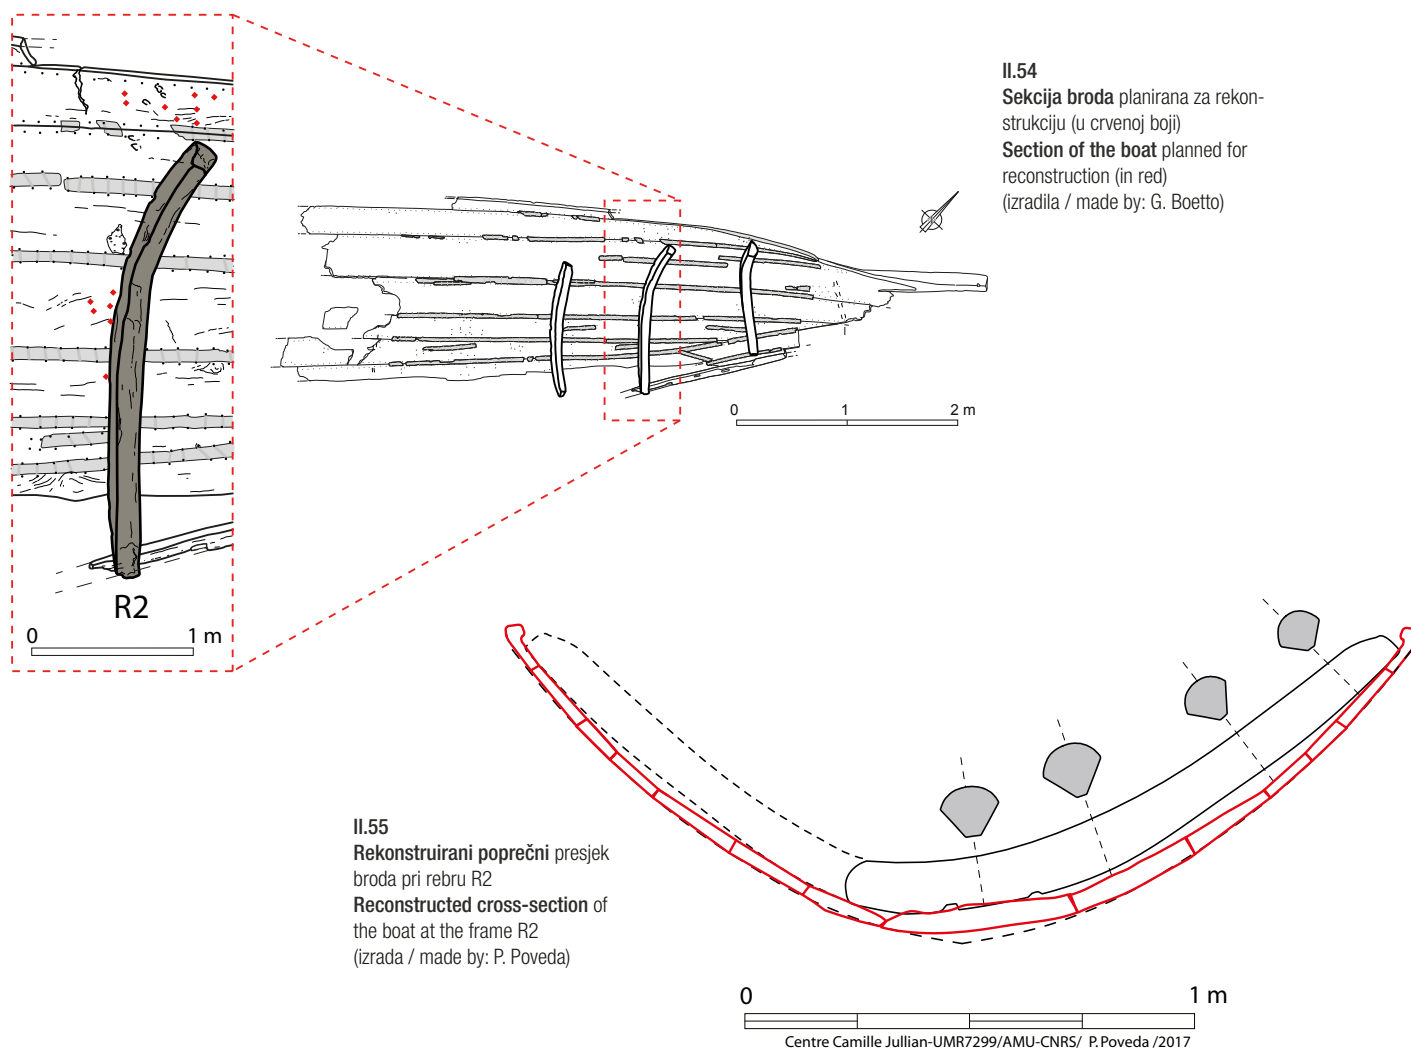 II.54
Sekcija broda planirana za rekon-
strukciju (u crvenoj boji)
Section of the boat planned for
reconstruction (in red)
(izradila / made by: G. Boetto)
0 1 2 m
R2
0 1 m
II.55
Rekonstruirani poprečni presjek
broda pri rebru R2
Reconstructed cross-section of
the boat at the frame R2
(izrada / made by: P. Poveda)
0 1 m
Centre Camille Jullian-UMR7299/AMU-CNRS/ P.Poveda /2017